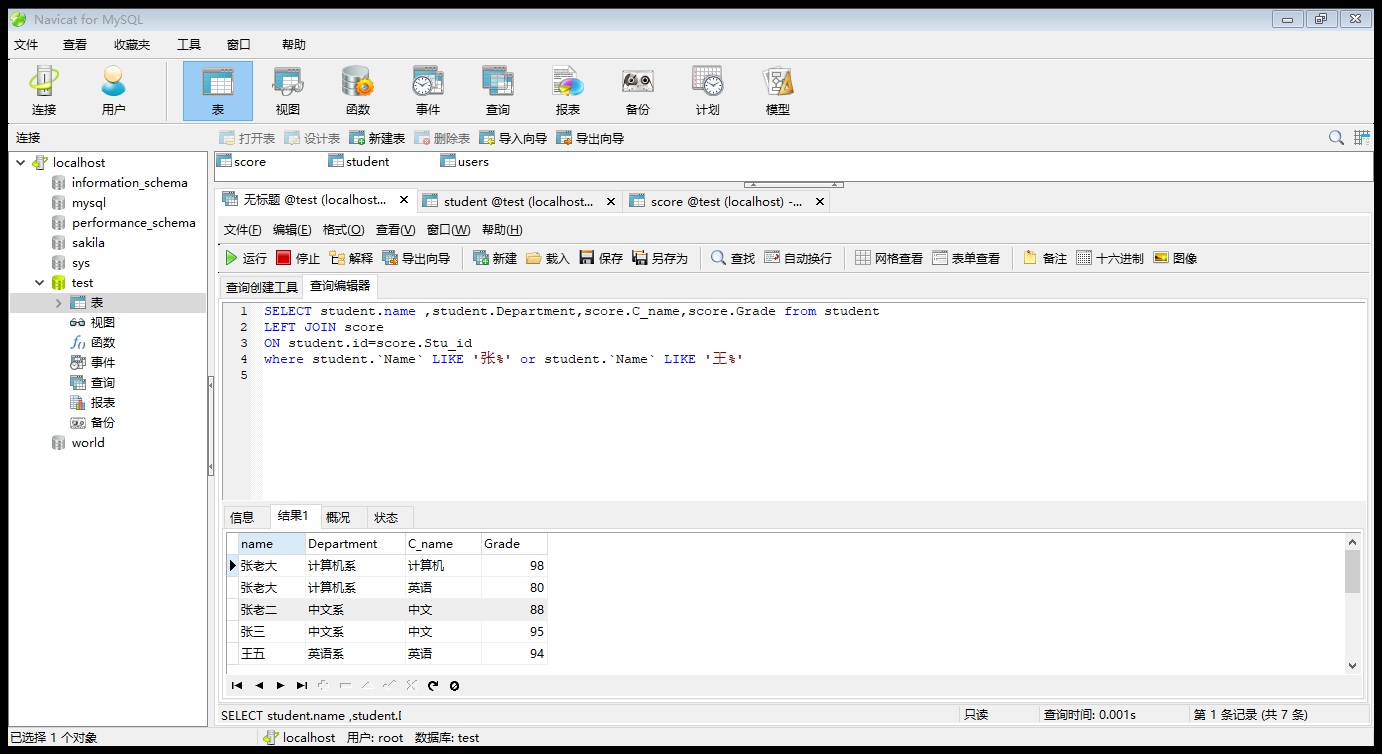 Navicat for MySQL
文件 查看 收藏夹 工具 窗口 帮助
连接 用户 表 视图 函数 事件 查询 报表 备份 计划 模型
连接 打开表 设计表 新建表 删除表 导入向导 导出向导
score student users
localhost
information_schema
mysql
performance_schema
sakila
sys
test
表
视图
函数
事件
查询
报表
备份
world
无标题 @test (localhost... student @test (localhost... score @test (localhost) -...
文件(F) 编辑(E) 格式(O) 查看(V) 窗口(W) 帮助(H)
运行 停止 解释 导出向导 新建 载入 保存 另存为 查找 自动换行 网格查看 表单查看 备注 十六进制 图像
查询创建工具 查询编辑器
1 SELECT student.name ,student.Department,score.C_name,score.Grade from student
2 LEFT JOIN score
3 ON student.id=score.Stu_id
4 where student.`Name` LIKE '张%' or student.`Name` LIKE '王%'
5
信息 结果1 概况 状态
name Department C_name Grade
张老大 计算机系 计算机 98
张老大 计算机系 英语 80
张老二 中文系 中文 88
张三 中文系 中文 95
王五 英语系 英语 94
SELECT student.name ,student.D 只读 查询时间: 0.001s 第 1 条记录 (共 7 条)
已选择 1 个对象 localhost 用户: root 数据库: test